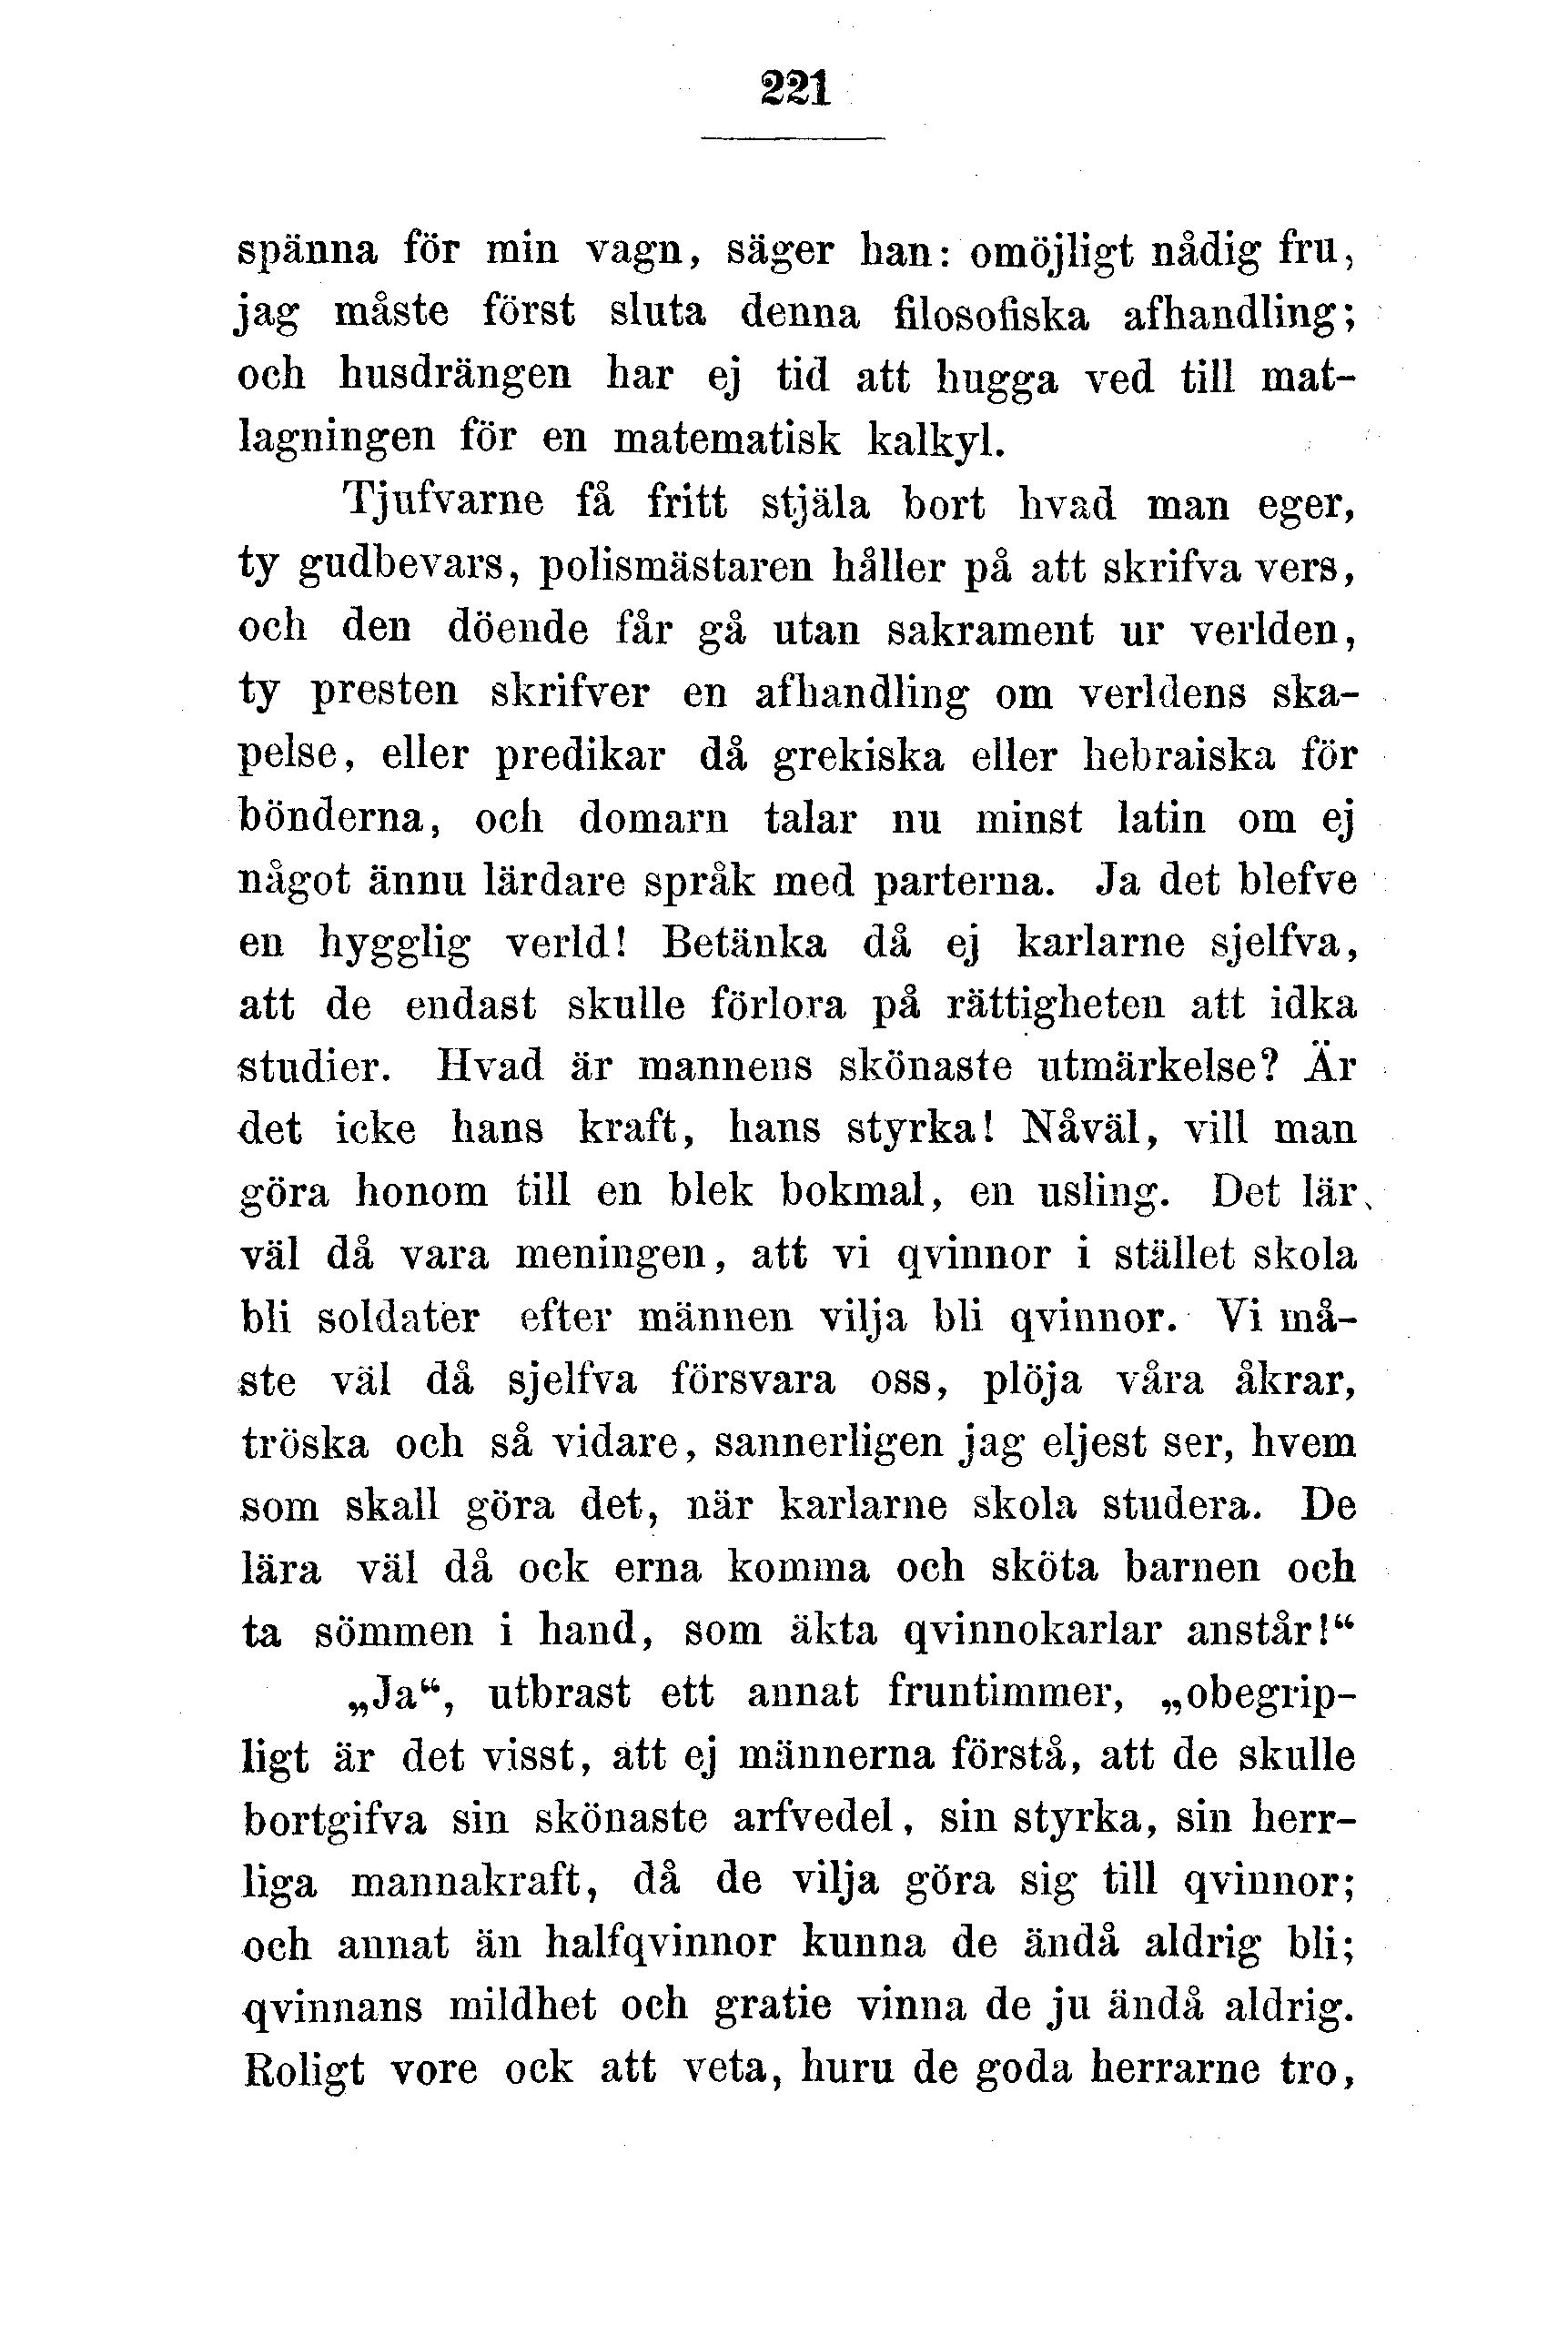 221
spänna för min vagn, säger han: omöjligt nådig fru,
jag måste först sluta denna filosofiska afhandling;
och husdrängen har ej tid att hugga ved till mat-
lagningen för en matematisk kalkyl.
Tjufvarne få fritt stjäla bort hvad man eger,
ty gudbevars, polismästaren håller på att skrifva vers,
och den döende får gå utan sakrament ur verlden,
ty presten skrifver en afhandling om verldens ska-
pelse, eller predikar då grekiska eller hebraiska för
bönderna, och domarn talar nu minst latin om ej
något ännu lärdare språk med parterna. Ja det blefve
en hygglig verld! Betänka då ej karlarne sjelfva,
att de endast skulle förlora på rättigheten att idka
studier. Hvad är mannens skönaste utmärkelse? Är
det icke hans kraft, hans styrka! Nåväl, vill man
göra honom till en blek bokmal, en usling. Det lär
väl då vara meningen, att vi qvinnor i stället skola
bli soldater efter männen vilja bli qvinnor. Vi må-
ste väl då sjelfva försvara oss, plöja våra åkrar,
tröska och så vidare, sannerligen jag eljest ser, hvem
som skall göra det, när karlarne skola studera. De
lära väl då ock erna komma och sköta barnen och
ta sömmen i hand, som äkta qvinnokarlar anstår!“
„Ja“, utbrast ett annat fruntimmer, „obegrip-
ligt är det visst, att ej männerna förstå, att de skulle
bortgifva sin skönaste arfvedel, sin styrka, sin herr-
liga mannakraft, då de vilja göra sig till qvinnor;
och annat än halfqvinnor kunna de ändå aldrig bli;
qvinnans mildhet och gratie vinna de ju ändå aldrig.
Roligt vore ock att veta, huru de goda herrarne tro,